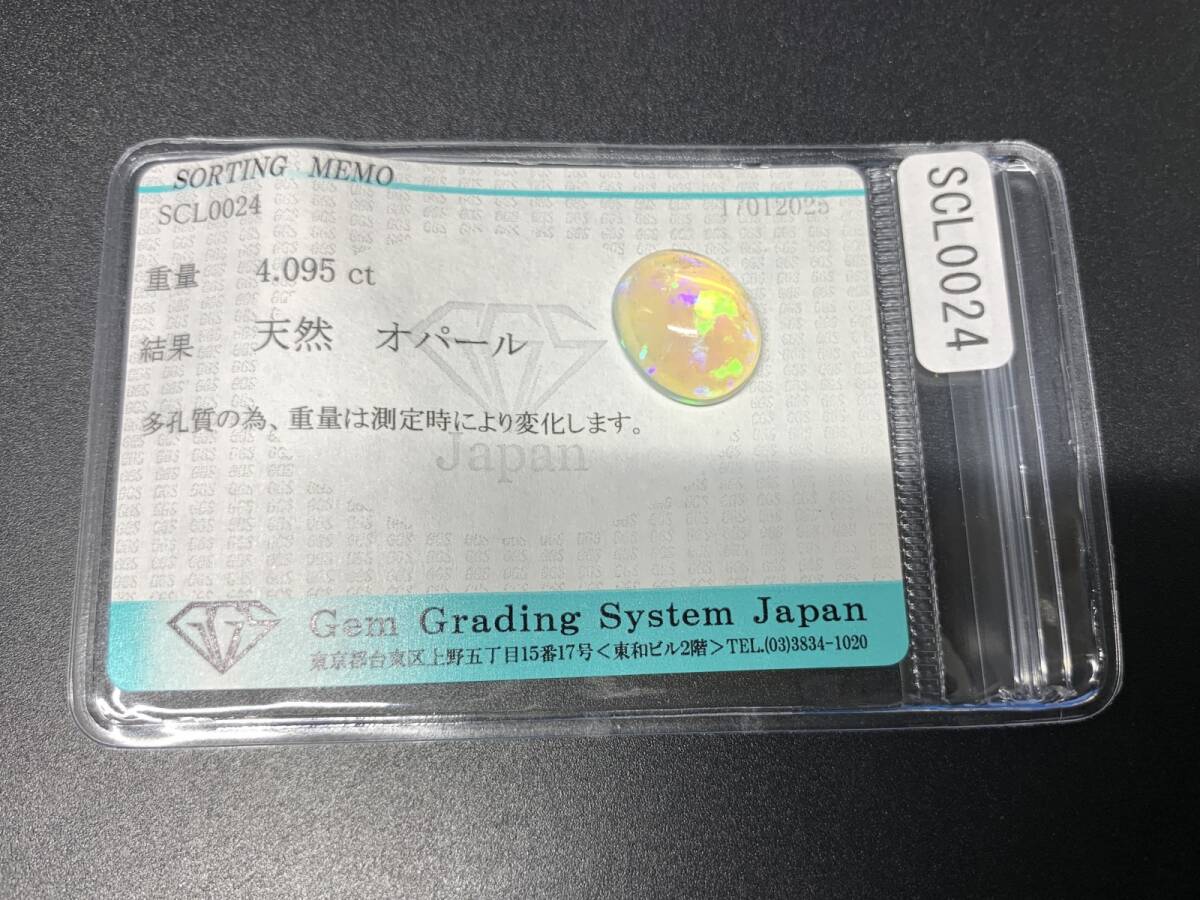 SORTING MEMO
SCL0024 17012025
重量 4.095 ct
結果 天然 オパール
多孔質の為、重量は測定時により変化します。
GGS
Japan
GGS
Gem Grading System Japan
東京都台東区上野五丁目15番17号<東和ビル2階>TEL.(03)3834-1020
SCL0024